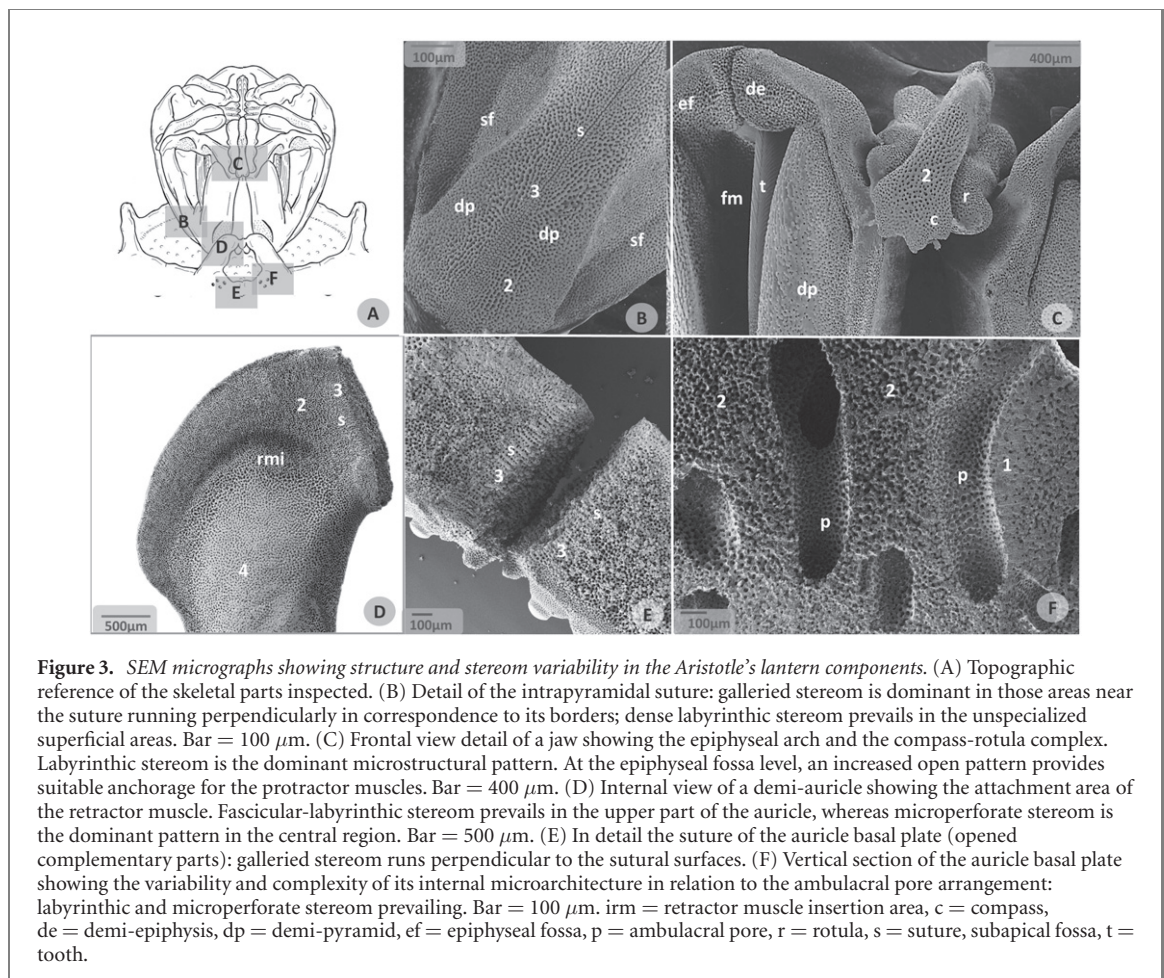 100µm
400µm
C
B
D
F
E
A
sf
s
3
dp
dp
sf
2
B
ef
de
fm
t
2
r
c
dp
C
3
2
s
rmi
4
500µm
D
s
3
s
3
100µm
E
2
2
p
1
p
100µm
F
Figure 3. SEM micrographs showing structure and stereom variability in the Aristotle's lantern components. (A) Topographic
reference of the skeletal parts inspected. (B) Detail of the intrapyramidal suture: galleried stereom is dominant in those areas near
the suture running perpendicularly in correspondence to its borders; dense labyrinthic stereom prevails in the unspecialized
superficial areas. Bar = 100 µm. (C) Frontal view detail of a jaw showing the epiphyseal arch and the compass-rotula complex.
Labyrinthic stereom is the dominant microstructural pattern. At the epiphyseal fossa level, an increased open pattern provides
suitable anchorage for the protractor muscles. Bar = 400 µm. (D) Internal view of a demi-auricle showing the attachment area of
the retractor muscle. Fascicular-labyrinthic stereom prevails in the upper part of the auricle, whereas microperforate stereom is
the dominant pattern in the central region. Bar = 500 µm. (E) In detail the suture of the auricle basal plate (opened
complementary parts): galleried stereom runs perpendicular to the sutural surfaces. (F) Vertical section of the auricle basal plate
showing the variability and complexity of its internal microarchitecture in relation to the ambulacral pore arrangement:
labyrinthic and microperforate stereom prevailing. Bar = 100 µm. irm = retractor muscle insertion area, c = compass,
de = demi-epiphysis, dp = demi-pyramid, ef = epiphyseal fossa, p = ambulacral pore, r = rotula, s = suture, subapical fossa, t =
tooth.